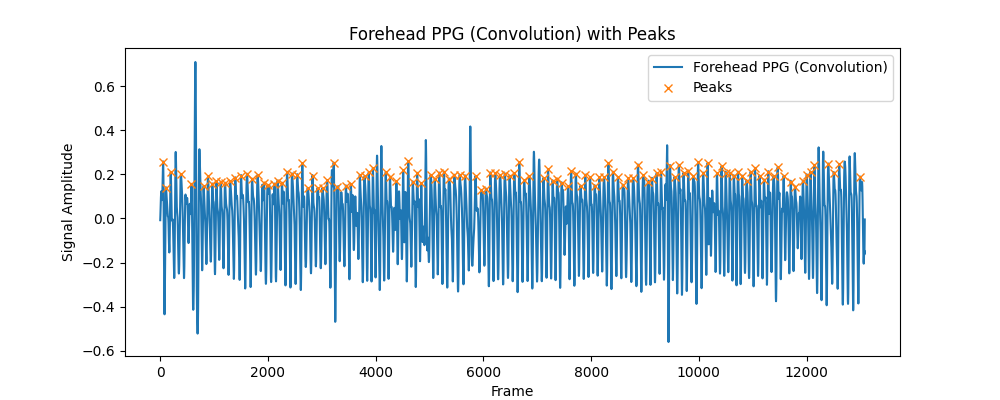 Forehead PPG (Convolution) with Peaks
Forehead PPG (Convolution)
Peaks
Signal Amplitude
0.6
0.4
0.2
0.0
−0.2
−0.4
−0.6
0 2000 4000 6000 8000 10000 12000
Frame